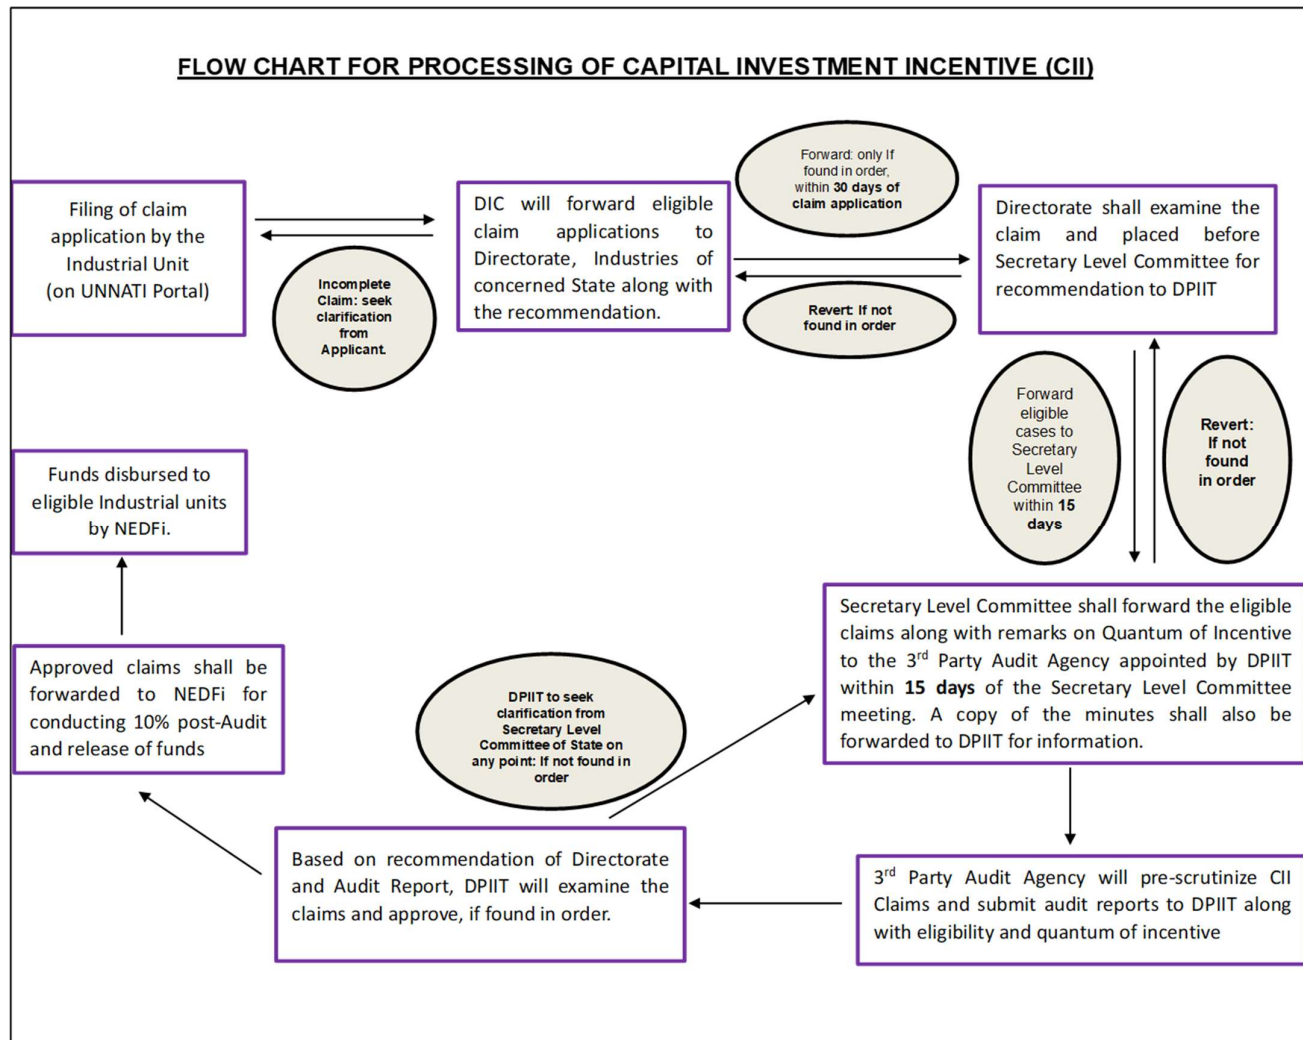 FLOW CHART FOR PROCESSING OF CAPITAL INVESTMENT INCENTIVE (CII)
Filing of claim
application by the
Industrial Unit
(on UNNATI Portal)
Incomplete
Claim: seek
clarification
from
Applicant.
DIC will forward eligible
claim applications to
Directorate, Industries of
concerned State along with
the recommendation.
Forward: only If
found in order,
within 30 days of
claim application
Revert: If not
found in order
Directorate shall examine the
claim and placed before
Secretary Level Committee for
recommendation to DPIIT
Forward
eligible
cases to
Secretary
Level
Committee
within 15
days
Revert:
If not
found
in order
Secretary Level Committee shall forward the eligible
claims along with remarks on Quantum of Incentive
to the 3rd Party Audit Agency appointed by DPIIT
within 15 days of the Secretary Level Committee
meeting. A copy of the minutes shall also be
forwarded to DPIIT for information.
3rd Party Audit Agency will pre-scrutinize CII
Claims and submit audit reports to DPIIT along
with eligibility and quantum of incentive
DPIIT to seek
clarification from
Secretary Level
Committee of State on
any point: If not found in
order
Based on recommendation of Directorate
and Audit Report, DPIIT will examine the
claims and approve, if found in order.
Approved claims shall be
forwarded to NEDFi for
conducting 10% post-Audit
and release of funds
Funds disbursed to
eligible Industrial units
by NEDFi.